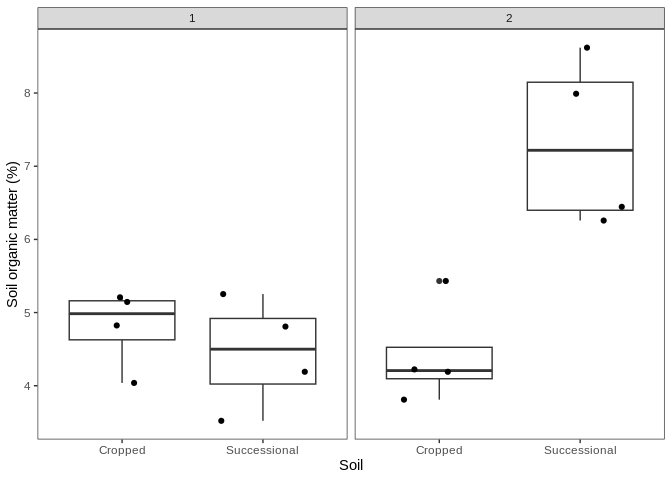 1
2
Soil organic matter (%)
8
7
6
5
4
Cropped
Successional
Cropped
Successional
Soil